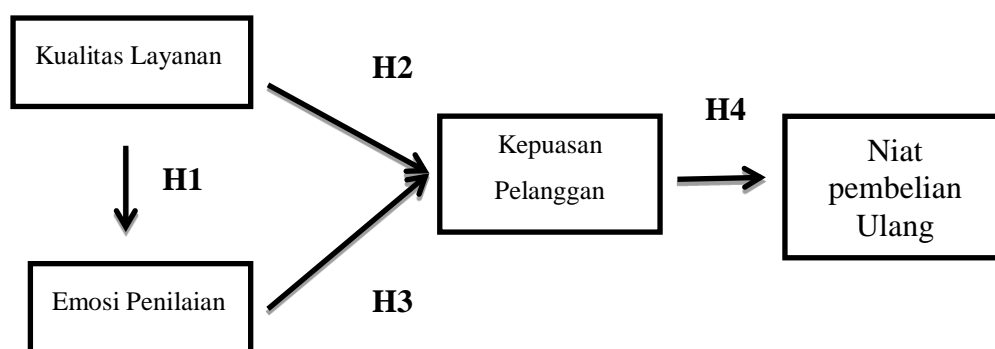 Kualitas Layanan
H2
H4
Kepuasan
Pelanggan
Niat
pembelian
Ulang
H1
Emosi Penilaian
H3